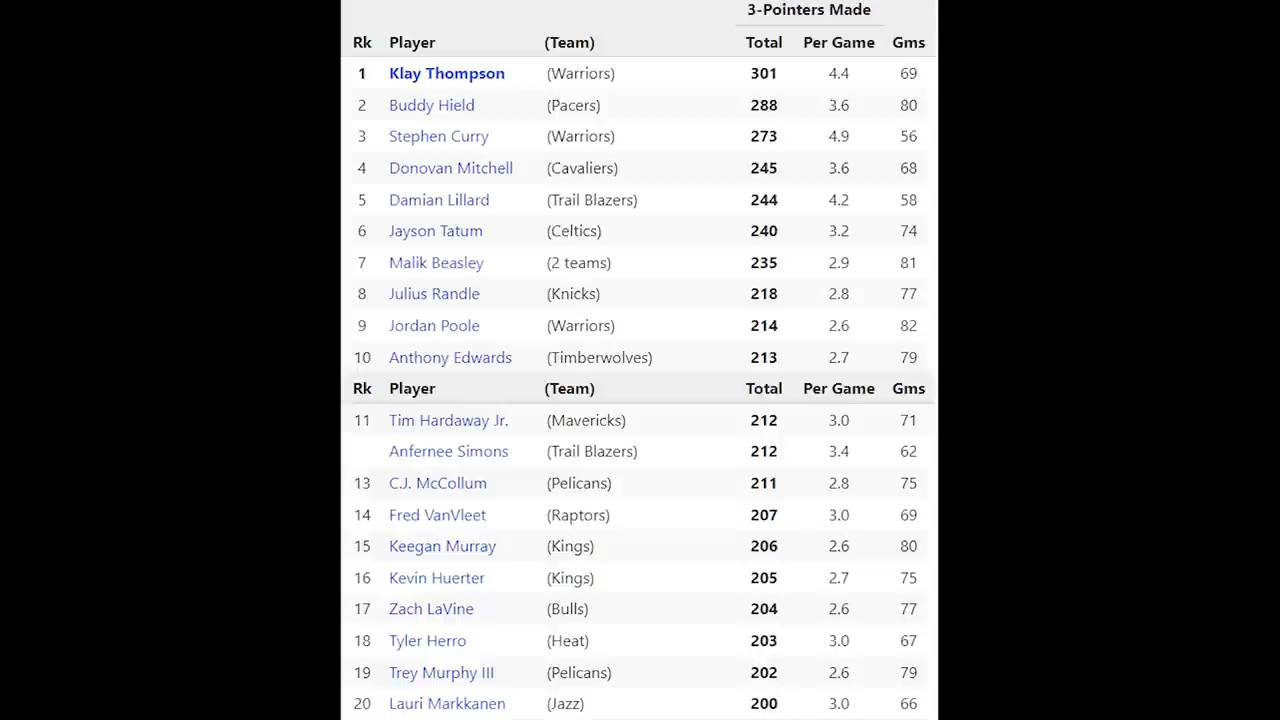 3-Pointers Made
Rk Player (Team) Total Per Game Gms
1 Klay Thompson (Warriors) 301 4.4 69
2 Buddy Hield (Pacers) 288 3.6 80
3 Stephen Curry (Warriors) 273 4.9 56
4 Donovan Mitchell (Cavaliers) 245 3.6 68
5 Damian Lillard (Trail Blazers) 244 4.2 58
6 Jayson Tatum (Celtics) 240 3.2 74
7 Malik Beasley (2 teams) 235 2.9 81
8 Julius Randle (Knicks) 218 2.8 77
9 Jordan Poole (Warriors) 214 2.6 82
10 Anthony Edwards (Timberwolves) 213 2.7 79
Rk Player (Team) Total Per Game Gms
11 Tim Hardaway Jr. (Mavericks) 212 3.0 71
Anfernee Simons (Trail Blazers) 212 3.4 62
13 C.J. McCollum (Pelicans) 211 2.8 75
14 Fred VanVleet (Raptors) 207 3.0 69
15 Keegan Murray (Kings) 206 2.6 80
16 Kevin Huerter (Kings) 205 2.7 75
17 Zach LaVine (Bulls) 204 2.6 77
18 Tyler Herro (Heat) 203 3.0 67
19 Trey Murphy III (Pelicans) 202 2.6 79
20 Lauri Markkanen (Jazz) 200 3.0 66